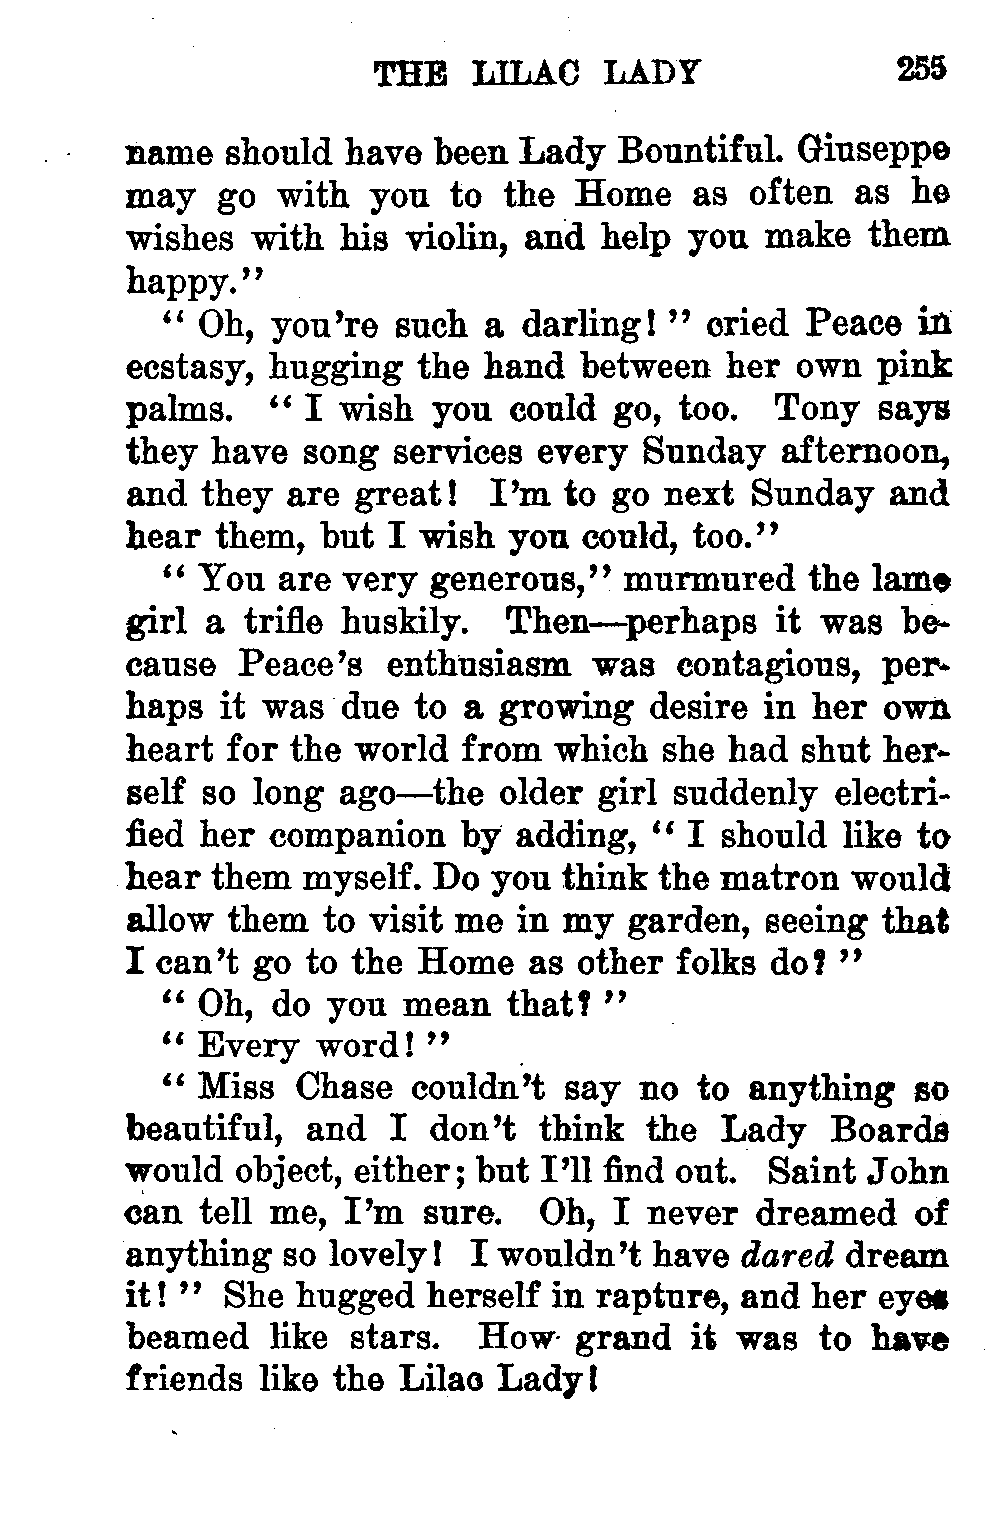 THE LILAC LADY 255
name should have been Lady Bountiful. Giuseppe
may go with you to the Home as often as he
wishes with his violin, and help you make them
happy.”
“ Oh, you’re such a darling! ” cried Peace in
ecstasy, hugging the hand between her own pink
palms. “ I wish you could go, too. Tony says
they have song services every Sunday afternoon,
and they are great! I’m to go next Sunday and
hear them, but I wish you could, too.”
“ You are very generous,” murmured the lame
girl a trifle huskily. Then—perhaps it was be-
cause Peace’s enthusiasm was contagious, per-
haps it was due to a growing desire in her own
heart for the world from which she had shut her-
self so long ago—the older girl suddenly electri-
fied her companion by adding, “ I should like to
hear them myself. Do you think the matron would
allow them to visit me in my garden, seeing that
I can’t go to the Home as other folks do? ”
“ Oh, do you mean that? ”
“ Every word! ”
“ Miss Chase couldn’t say no to anything so
beautiful, and I don’t think the Lady Boards
would object, either; but I’ll find out. Saint John
can tell me, I’m sure. Oh, I never dreamed of
anything so lovely! I wouldn’t have dared dream
it! ” She hugged herself in rapture, and her eyes
beamed like stars. How grand it was to have
friends like the Lilac Lady!